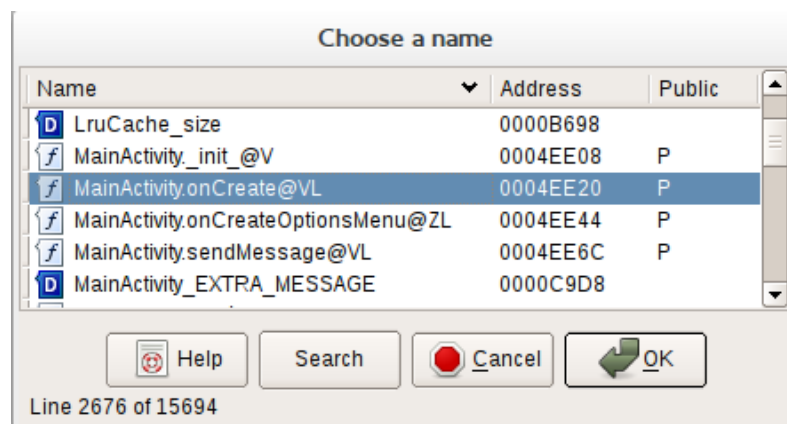 Choose a name
Name Address Public
D LruCache_size 0000B698
f MainActivity._init_@V 0004EE08 P
f MainActivity.onCreate@VL 0004EE20 P
f MainActivity.onCreateOptionsMenu@ZL 0004EE44 P
f MainActivity.sendMessage@VL 0004EE6C P
D MainActivity_EXTRA_MESSAGE 0000C9D8
Help Search Cancel OK
Line 2676 of 15694